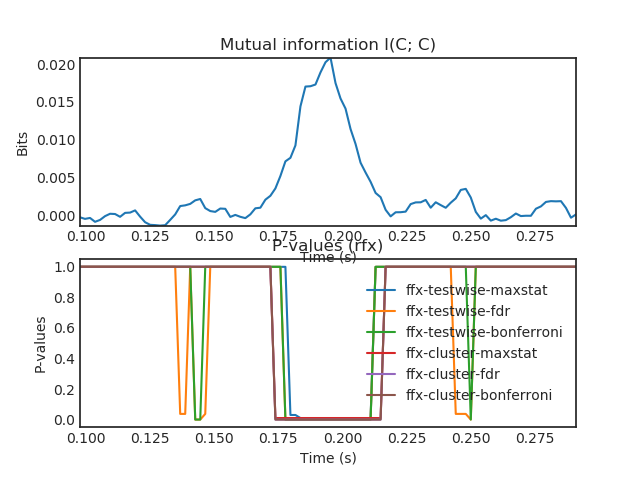 Mutual information I(C; C)
0.020
0.015
0.010
0.005
0.000
Bits
0.100 0.125 0.150 0.175 0.200 0.225 0.250 0.275
Time (s)
P-values (rfx)
1.0
0.8
0.6
0.4
0.2
0.0
P-values
ffx-testwise-maxstat
ffx-testwise-fdr
ffx-testwise-bonferroni
ffx-cluster-maxstat
ffx-cluster-fdr
ffx-cluster-bonferroni
0.100 0.125 0.150 0.175 0.200 0.225 0.250 0.275
Time (s)